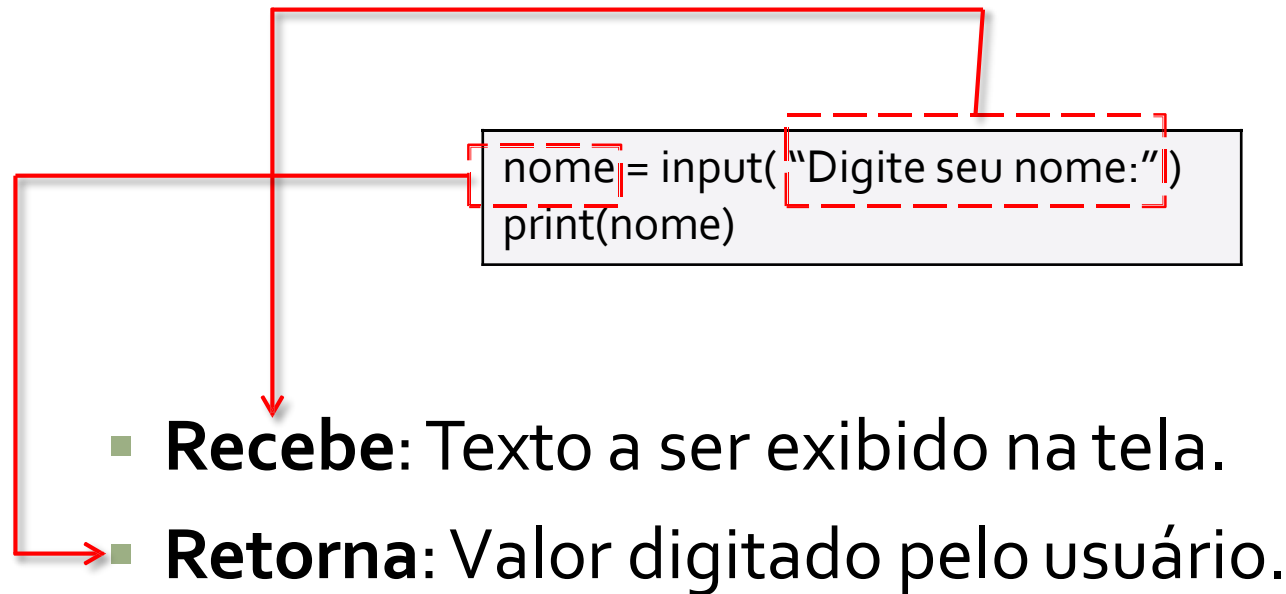 nome = input( “Digite seu nome:” )
print(nome)
▪ Recebe: Texto a ser exibido na tela.
▪ Retorna: Valor digitado pelo usuário.